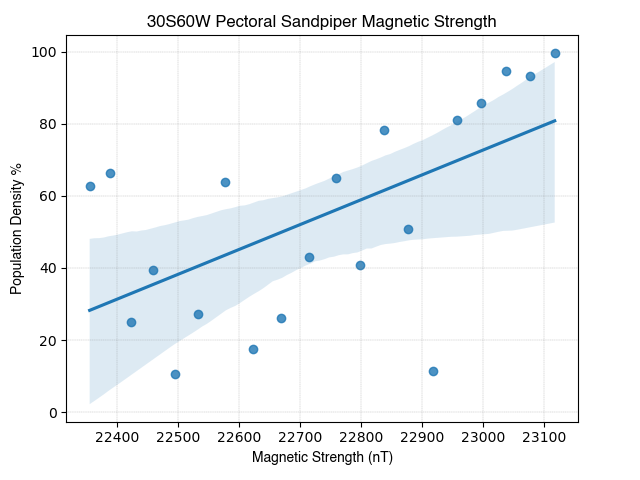 30S60W Pectoral Sandpiper Magnetic Strength
100
80
60
40
20
0
Population Density %
22400 22500 22600 22700 22800 22900 23000 23100
Magnetic Strength (nT)